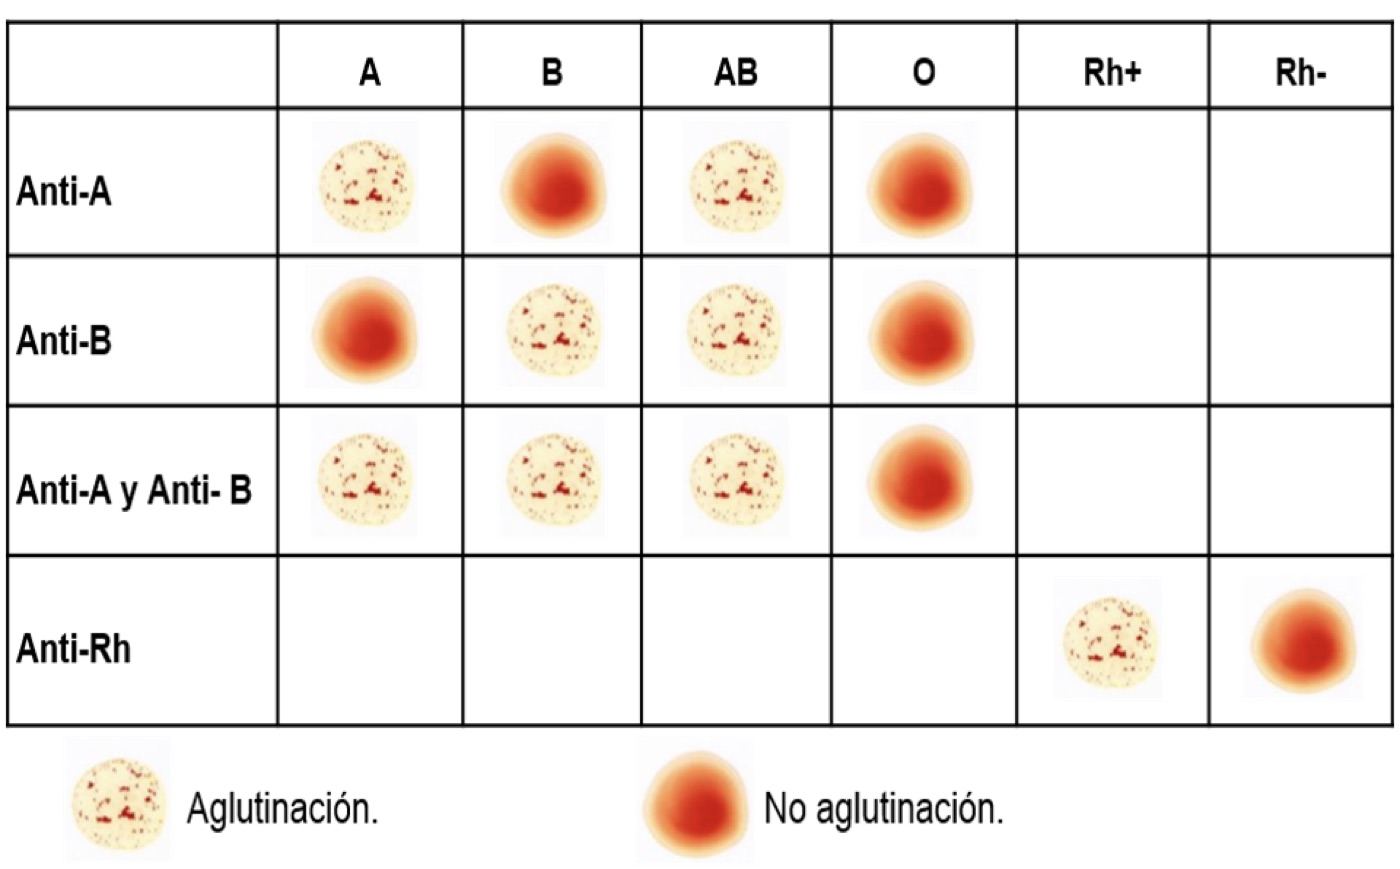 A B AB O Rh+ Rh-
Anti-A
Anti-B
Anti-A y Anti- B
Anti-Rh
Aglutinación. No aglutinación.